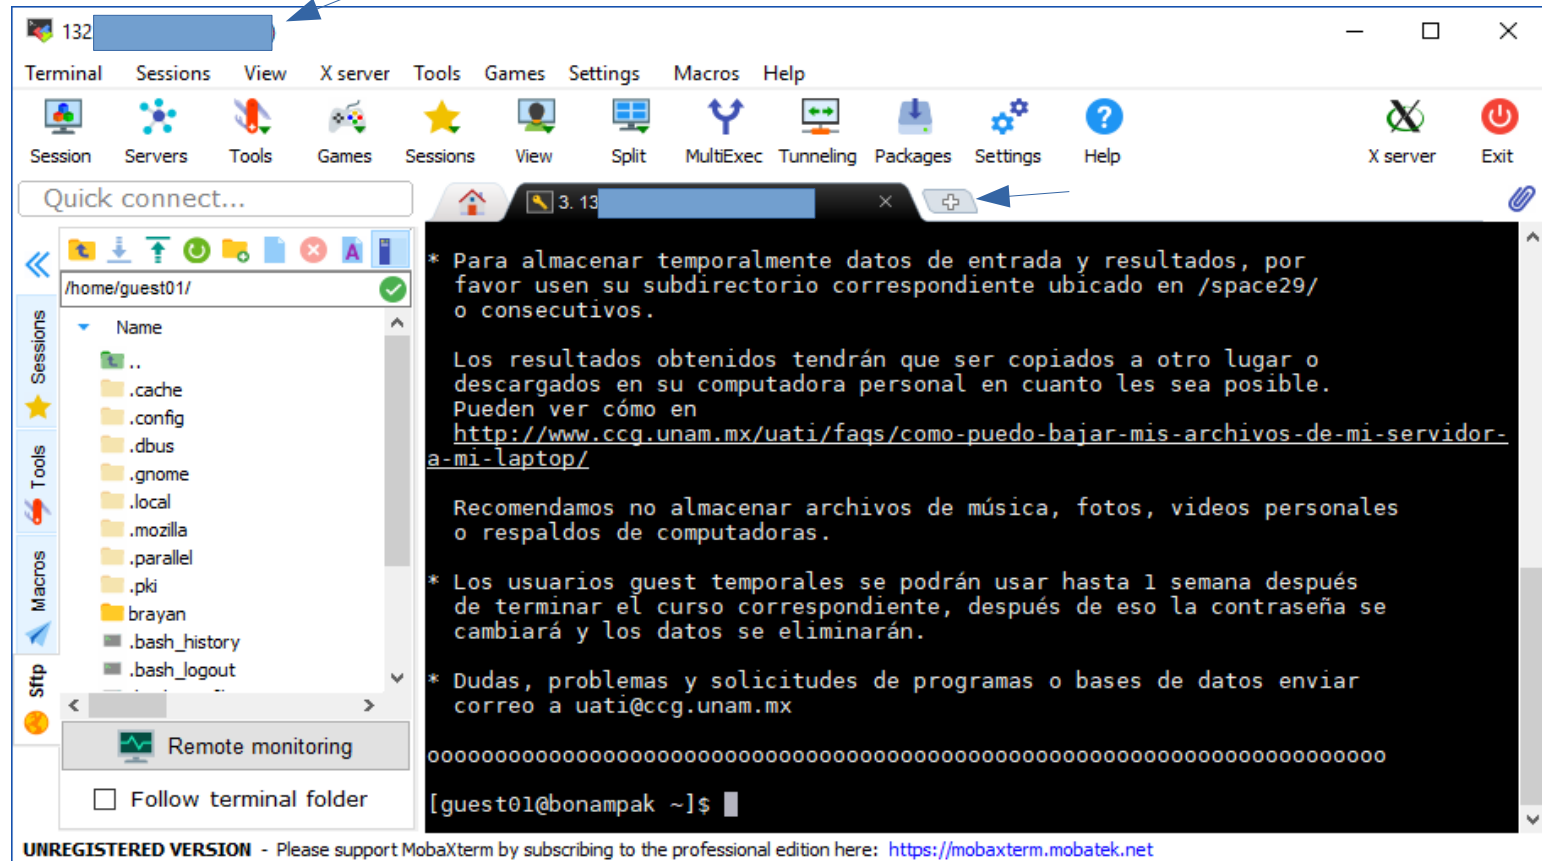 132
Terminal Sessions View X server Tools Games Settings Macros Help
Session Servers Tools Games Sessions View Split MultiExec Tunneling Packages Settings Help X server Exit
Quick connect...
3. 13
/home/guest01/
Name
..
.cache
.config
.dbus
.gnome
.local
.mozilla
.parallel
.pki
brayan
.bash_history
.bash_logout
Sessions
Tools
Macros
Sftp
Remote monitoring
Follow terminal folder
* Para almacenar temporalmente datos de entrada y resultados, por
favor usen su subdirectorio correspondiente ubicado en /space29/
o consecutivos.
Los resultados obtenidos tendrán que ser copiados a otro lugar o
descargados en su computadora personal en cuanto les sea posible.
Pueden ver cómo en
http://www.ccg.unam.mx/uati/faqs/como-puedo-bajar-mis-archivos-de-mi-servidor-
a-mi-laptop/
Recomendamos no almacenar archivos de música, fotos, videos personales
o respaldos de computadoras.
* Los usuarios guest temporales se podrán usar hasta 1 semana después
de terminar el curso correspondiente, después de eso la contraseña se
cambiará y los datos se eliminarán.
* Dudas, problemas y solicitudes de programas o bases de datos enviar
correo a uati@ccg.unam.mx
ooooooooooooooooooooooooooooooooooooooooooooooooooooooooooooooooooooooo
[guest01@bonampak ~]$
UNREGISTERED VERSION - Please support MobaXterm by subscribing to the professional edition here: https://mobaxterm.mobatek.net